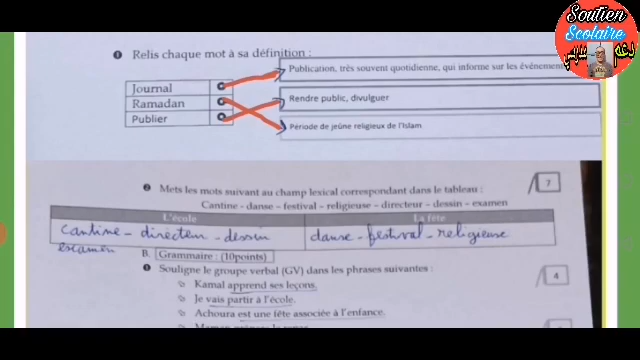 Soutien
Scolaire
❶ Relis chaque mot à sa définition :
Journal
Ramadan
Publier
Publication, très souvent quotidienne, qui informe sur les événemen
Rendre public, divulguer
Période de jeûne religieux de l'Islam
❷ Mets les mots suivant au champ lexical correspondant dans le tableau :
7
Cantine - danse – festival – religieuse – directeur – dessin – examen
L'école
La fête
cantine - directeur - dessin
examen
danse - festival - religieuse
B. Grammaire : (10points)
❶ Souligne le groupe verbal (GV) dans les phrases suivantes :
4
Kamal apprend ses leçons.
Je vais partir à l'école.
Achoura est une fête associée à l'enfance.